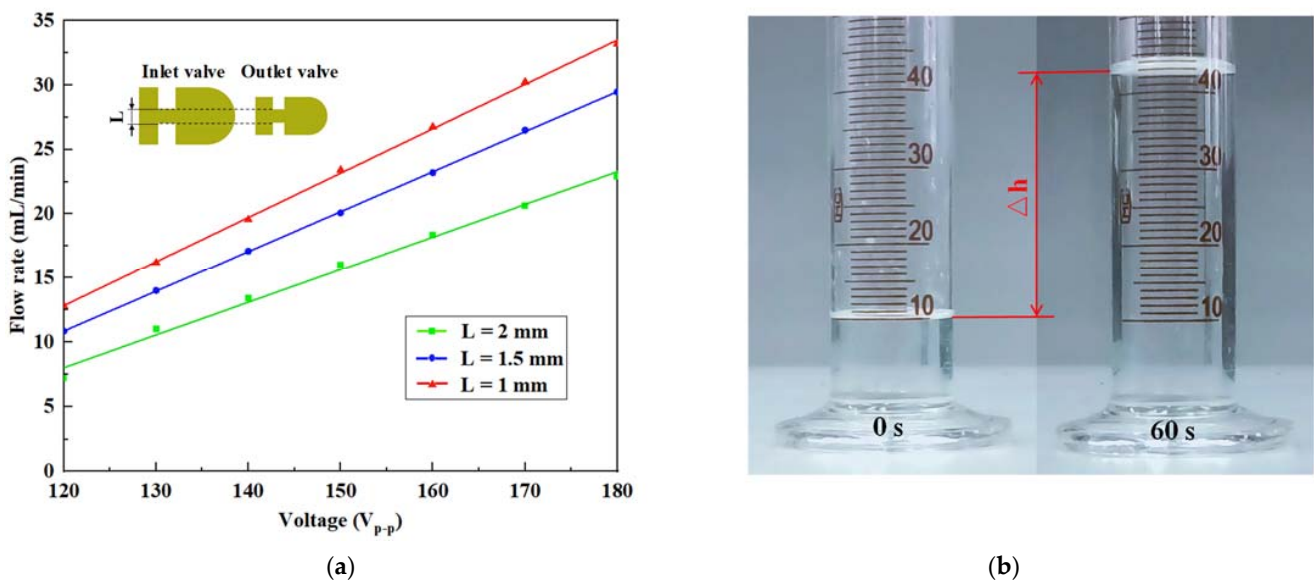 35
30
25
20
15
10
5
0
Flow rate (mL/min)
120 130 140 150 160 170 180
Voltage (Vp-p)
Inlet valve Outlet valve
L
L = 2 mm
L = 1.5 mm
L = 1 mm
(a)
40
30
20
10
0 s
△h
40
30
20
10
60 s
(b)